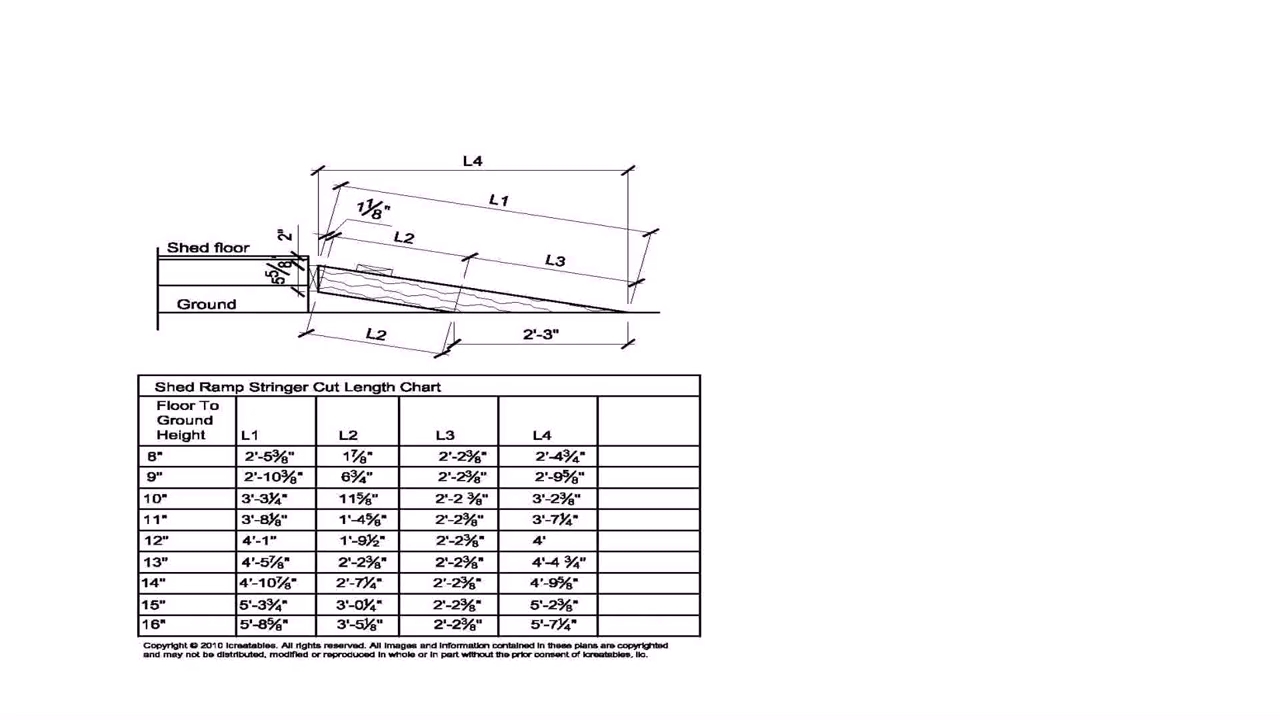 L4
L1
1⅛"
2"
L2
L3
Shed floor
5⅝"
Ground
L2
2'-3"
Shed Ramp Stringer Cut Length Chart
Floor To
Ground
Height L1 L2 L3 L4
8" 2'-5⅜" 1⅞" 2'-2⅜" 2'-4¾"
9" 2'-10⅜" 6¾" 2'-2⅜" 2'-9⅝"
10" 3'-3¼" 11⅝" 2'-2 ⅜" 3'-2⅜"
11" 3'-8⅛" 1'-4⅝" 2'-2⅜" 3'-7¼"
12" 4'-1" 1'-9½" 2'-2⅜" 4'
13" 4'-5⅞" 2'-2⅜" 2'-2⅜" 4'-4 ¾"
14" 4'-10⅞" 2'-7¼" 2'-2⅜" 4'-9⅝"
15" 5'-3¾" 3'-0¼" 2'-2⅜" 5'-2⅜"
16" 5'-8⅝" 3'-5⅛" 2'-2⅜" 5'-7¼"
Copyright © 2010 Icreatables. All rights reserved. All images and information contained in these plans are copyrighted
and may not be distributed, modified or reproduced in whole or in part without the prior consent of icreatables, llc.